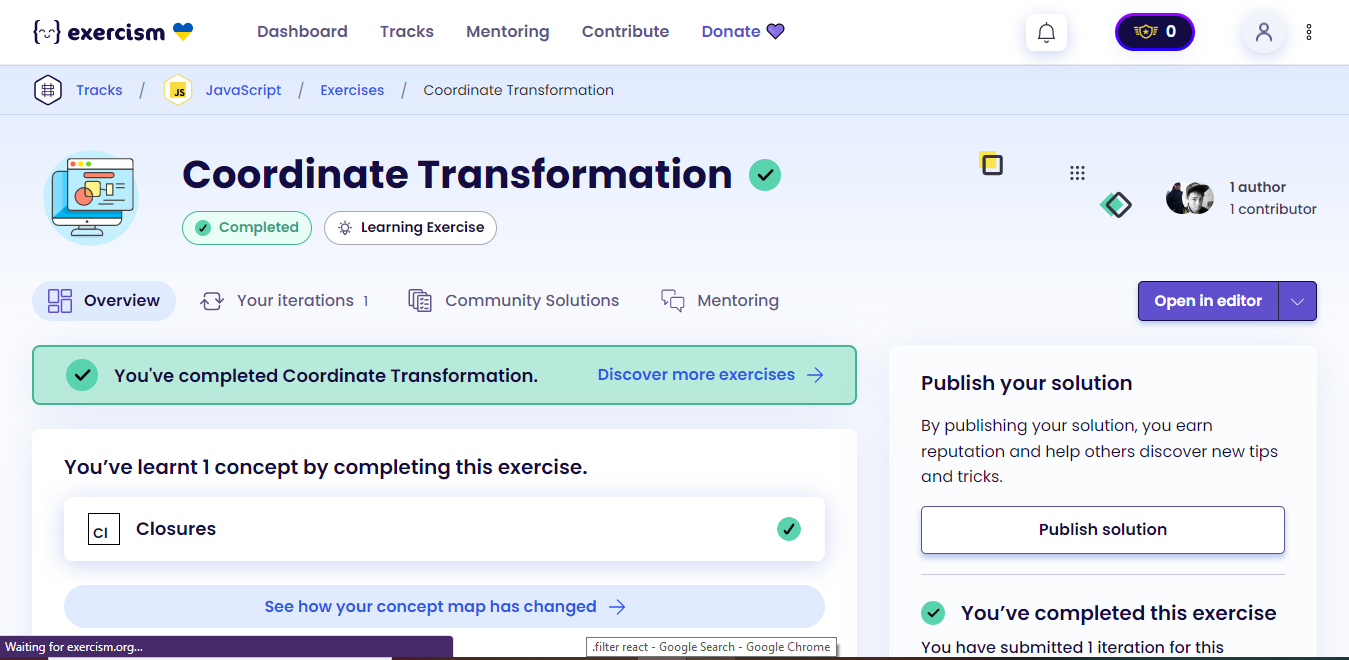 exercism
Dashboard
Tracks
Mentoring
Contribute
Donate
0
Tracks / JavaScript / Exercises / Coordinate Transformation
JS
Coordinate Transformation
Completed
Learning Exercise
1 author
1 contributor
Overview
Your iterations 1
Community Solutions
Mentoring
Open in editor
You've completed Coordinate Transformation.
Discover more exercises
You’ve learnt 1 concept by completing this exercise.
Cl
Closures
See how your concept map has changed
Publish your solution
By publishing your solution, you earn
reputation and help others discover new tips
and tricks.
Publish solution
You’ve completed this exercise
You have submitted 1 iteration for this
Waiting for exercism.org...
.filter react - Google Search - Google Chrome